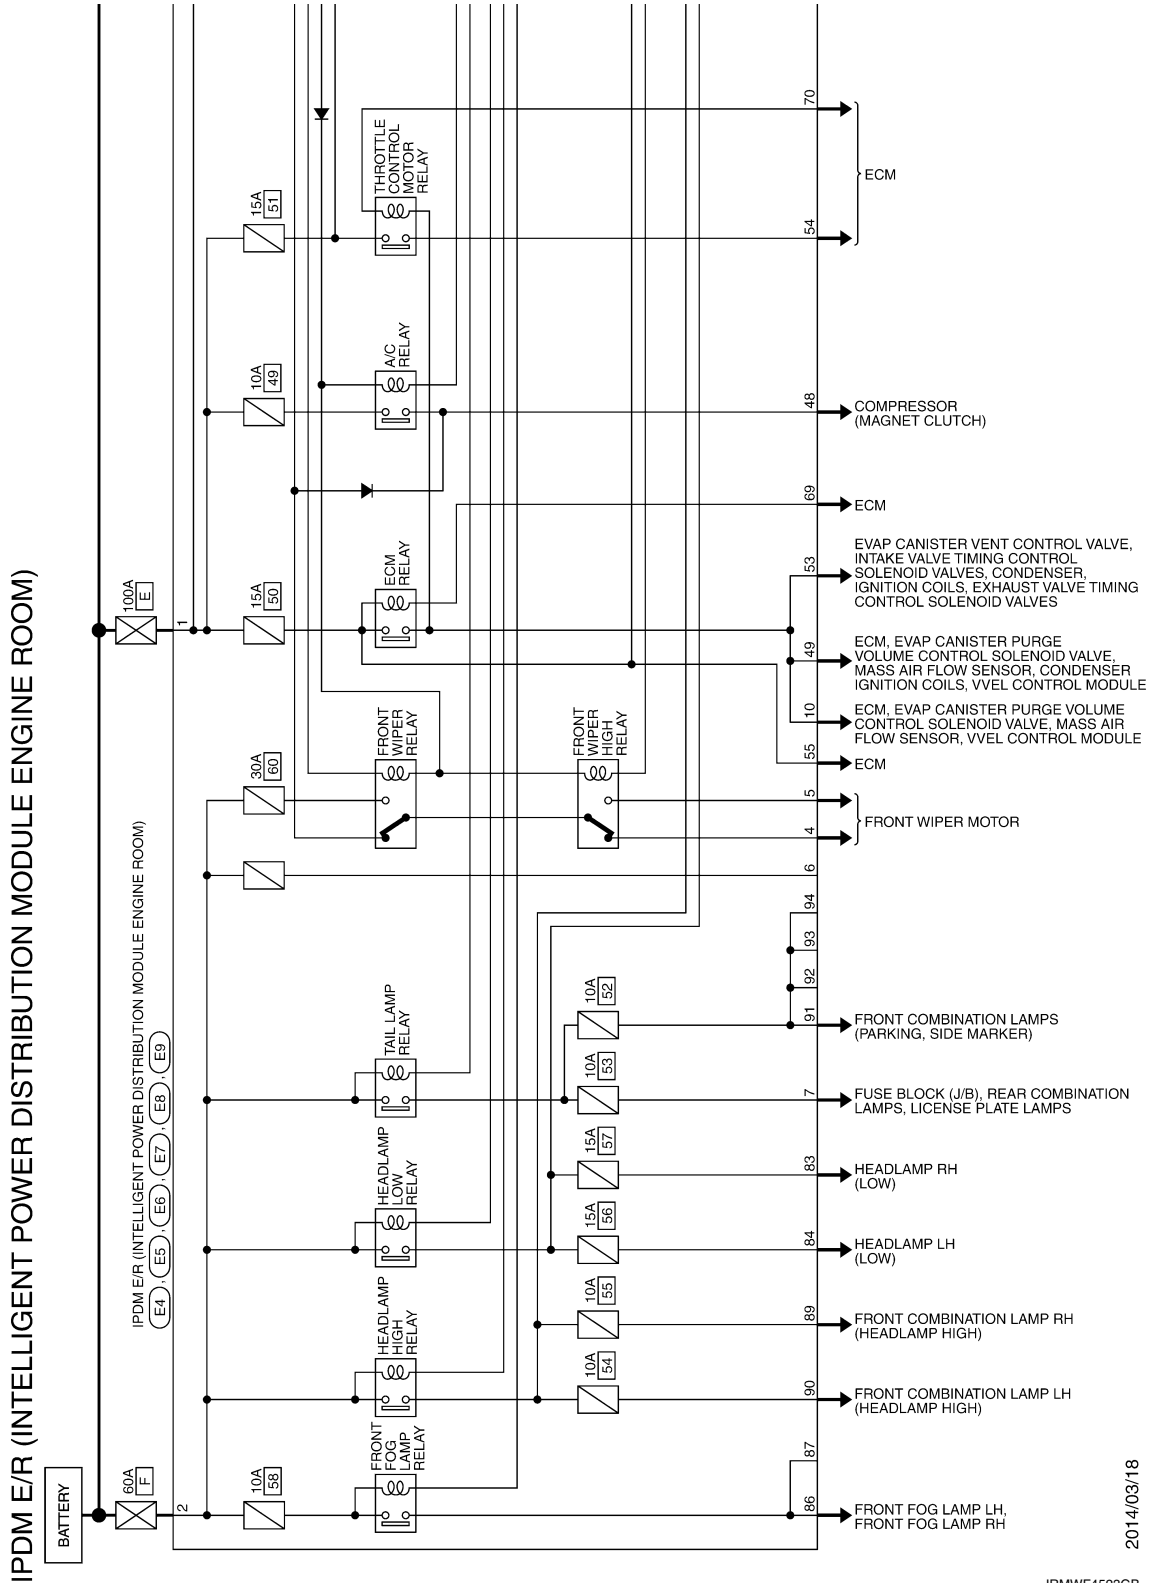 IPDM E/R (INTELLIGENT POWER DISTRIBUTION MODULE ENGINE ROOM)
BATTERY
60A
F
100A
E
2
1
IPDM E/R (INTELLIGENT POWER DISTRIBUTION MODULE ENGINE ROOM)
E4 , E5 , E6 , E7 , E8 , E9
10A
58
30A
60
15A
50
10A
49
15A
51
FRONT
FOG
LAMP
RELAY
HEADLAMP
HIGH
RELAY
HEADLAMP
LOW
RELAY
TAIL LAMP
RELAY
FRONT
WIPER
RELAY
ECM
RELAY
A/C
RELAY
THROTTLE
CONTROL
MOTOR
RELAY
10A
54
10A
55
15A
56
15A
57
10A
53
10A
52
FRONT
WIPER
HIGH
RELAY
70
54
ECM
48
COMPRESSOR
(MAGNET CLUTCH)
69
ECM
53
EVAP CANISTER VENT CONTROL VALVE,
INTAKE VALVE TIMING CONTROL
SOLENOID VALVES, CONDENSER,
IGNITION COILS, EXHAUST VALVE TIMING
CONTROL SOLENOID VALVES
49
ECM, EVAP CANISTER PURGE
VOLUME CONTROL SOLENOID VALVE,
MASS AIR FLOW SENSOR, CONDENSER
IGNITION COILS, VVEL CONTROL MODULE
10
ECM, EVAP CANISTER PURGE VOLUME
CONTROL SOLENOID VALVE, MASS AIR
FLOW SENSOR, VVEL CONTROL MODULE
55
ECM
5
4
FRONT WIPER MOTOR
6
94
93
92
91
FRONT COMBINATION LAMPS
(PARKING, SIDE MARKER)
7
FUSE BLOCK (J/B), REAR COMBINATION
LAMPS, LICENSE PLATE LAMPS
83
HEADLAMP RH
(LOW)
84
HEADLAMP LH
(LOW)
89
FRONT COMBINATION LAMP RH
(HEADLAMP HIGH)
90
FRONT COMBINATION LAMP LH
(HEADLAMP HIGH)
87
86
FRONT FOG LAMP LH,
FRONT FOG LAMP RH
2014/03/18